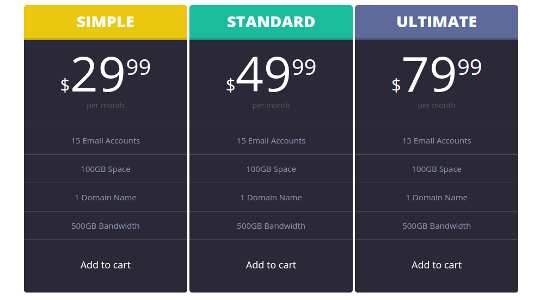 SIMPLE
$29.99
per month
15 Email Accounts
100GB Space
1 Domain Name
500GB Bandwidth
Add to cart
STANDARD
$49.99
per month
15 Email Accounts
100GB Space
1 Domain Name
500GB Bandwidth
Add to cart
ULTIMATE
$79.99
per month
15 Email Accounts
100GB Space
1 Domain Name
500GB Bandwidth
Add to cart